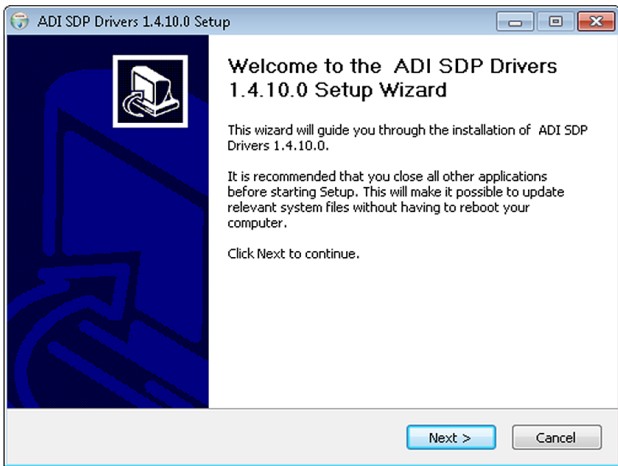 ADI SDP Drivers 1.4.10.0 Setup
Welcome to the ADI SDP Drivers
1.4.10.0 Setup Wizard
This wizard will guide you through the installation of ADI SDP
Drivers 1.4.10.0.
It is recommended that you close all other applications
before starting Setup. This will make it possible to update
relevant system files without having to reboot your
computer.
Click Next to continue.
Next >
Cancel